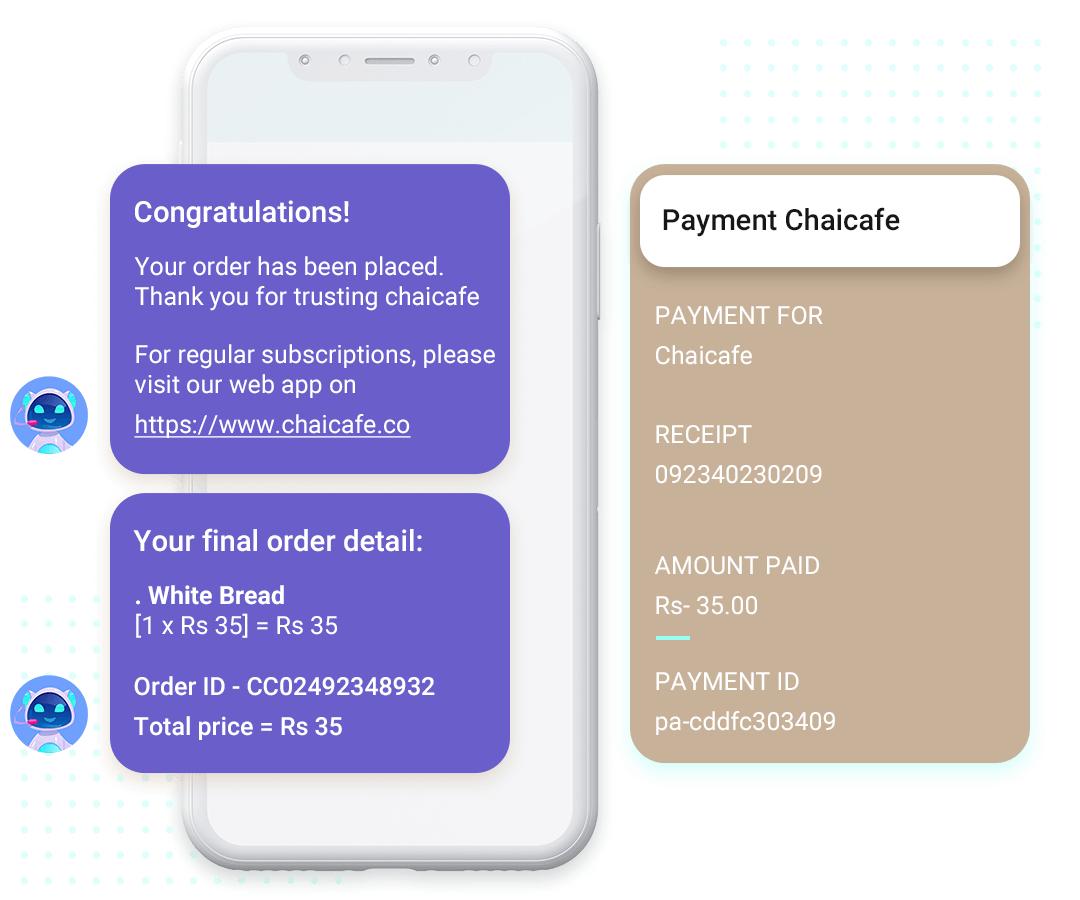 Congratulations!
Your order has been placed.
Thank you for trusting chaicafe
For regular subscriptions, please
visit our web app on
https://www.chaicafe.co
Your final order detail:
. White Bread
[1 x Rs 35] = Rs 35
Order ID - CC02492348932
Total price = Rs 35
Payment Chaicafe
PAYMENT FOR
Chaicafe
RECEIPT
092340230209
AMOUNT PAID
Rs- 35.00
PAYMENT ID
pa-cddfc303409